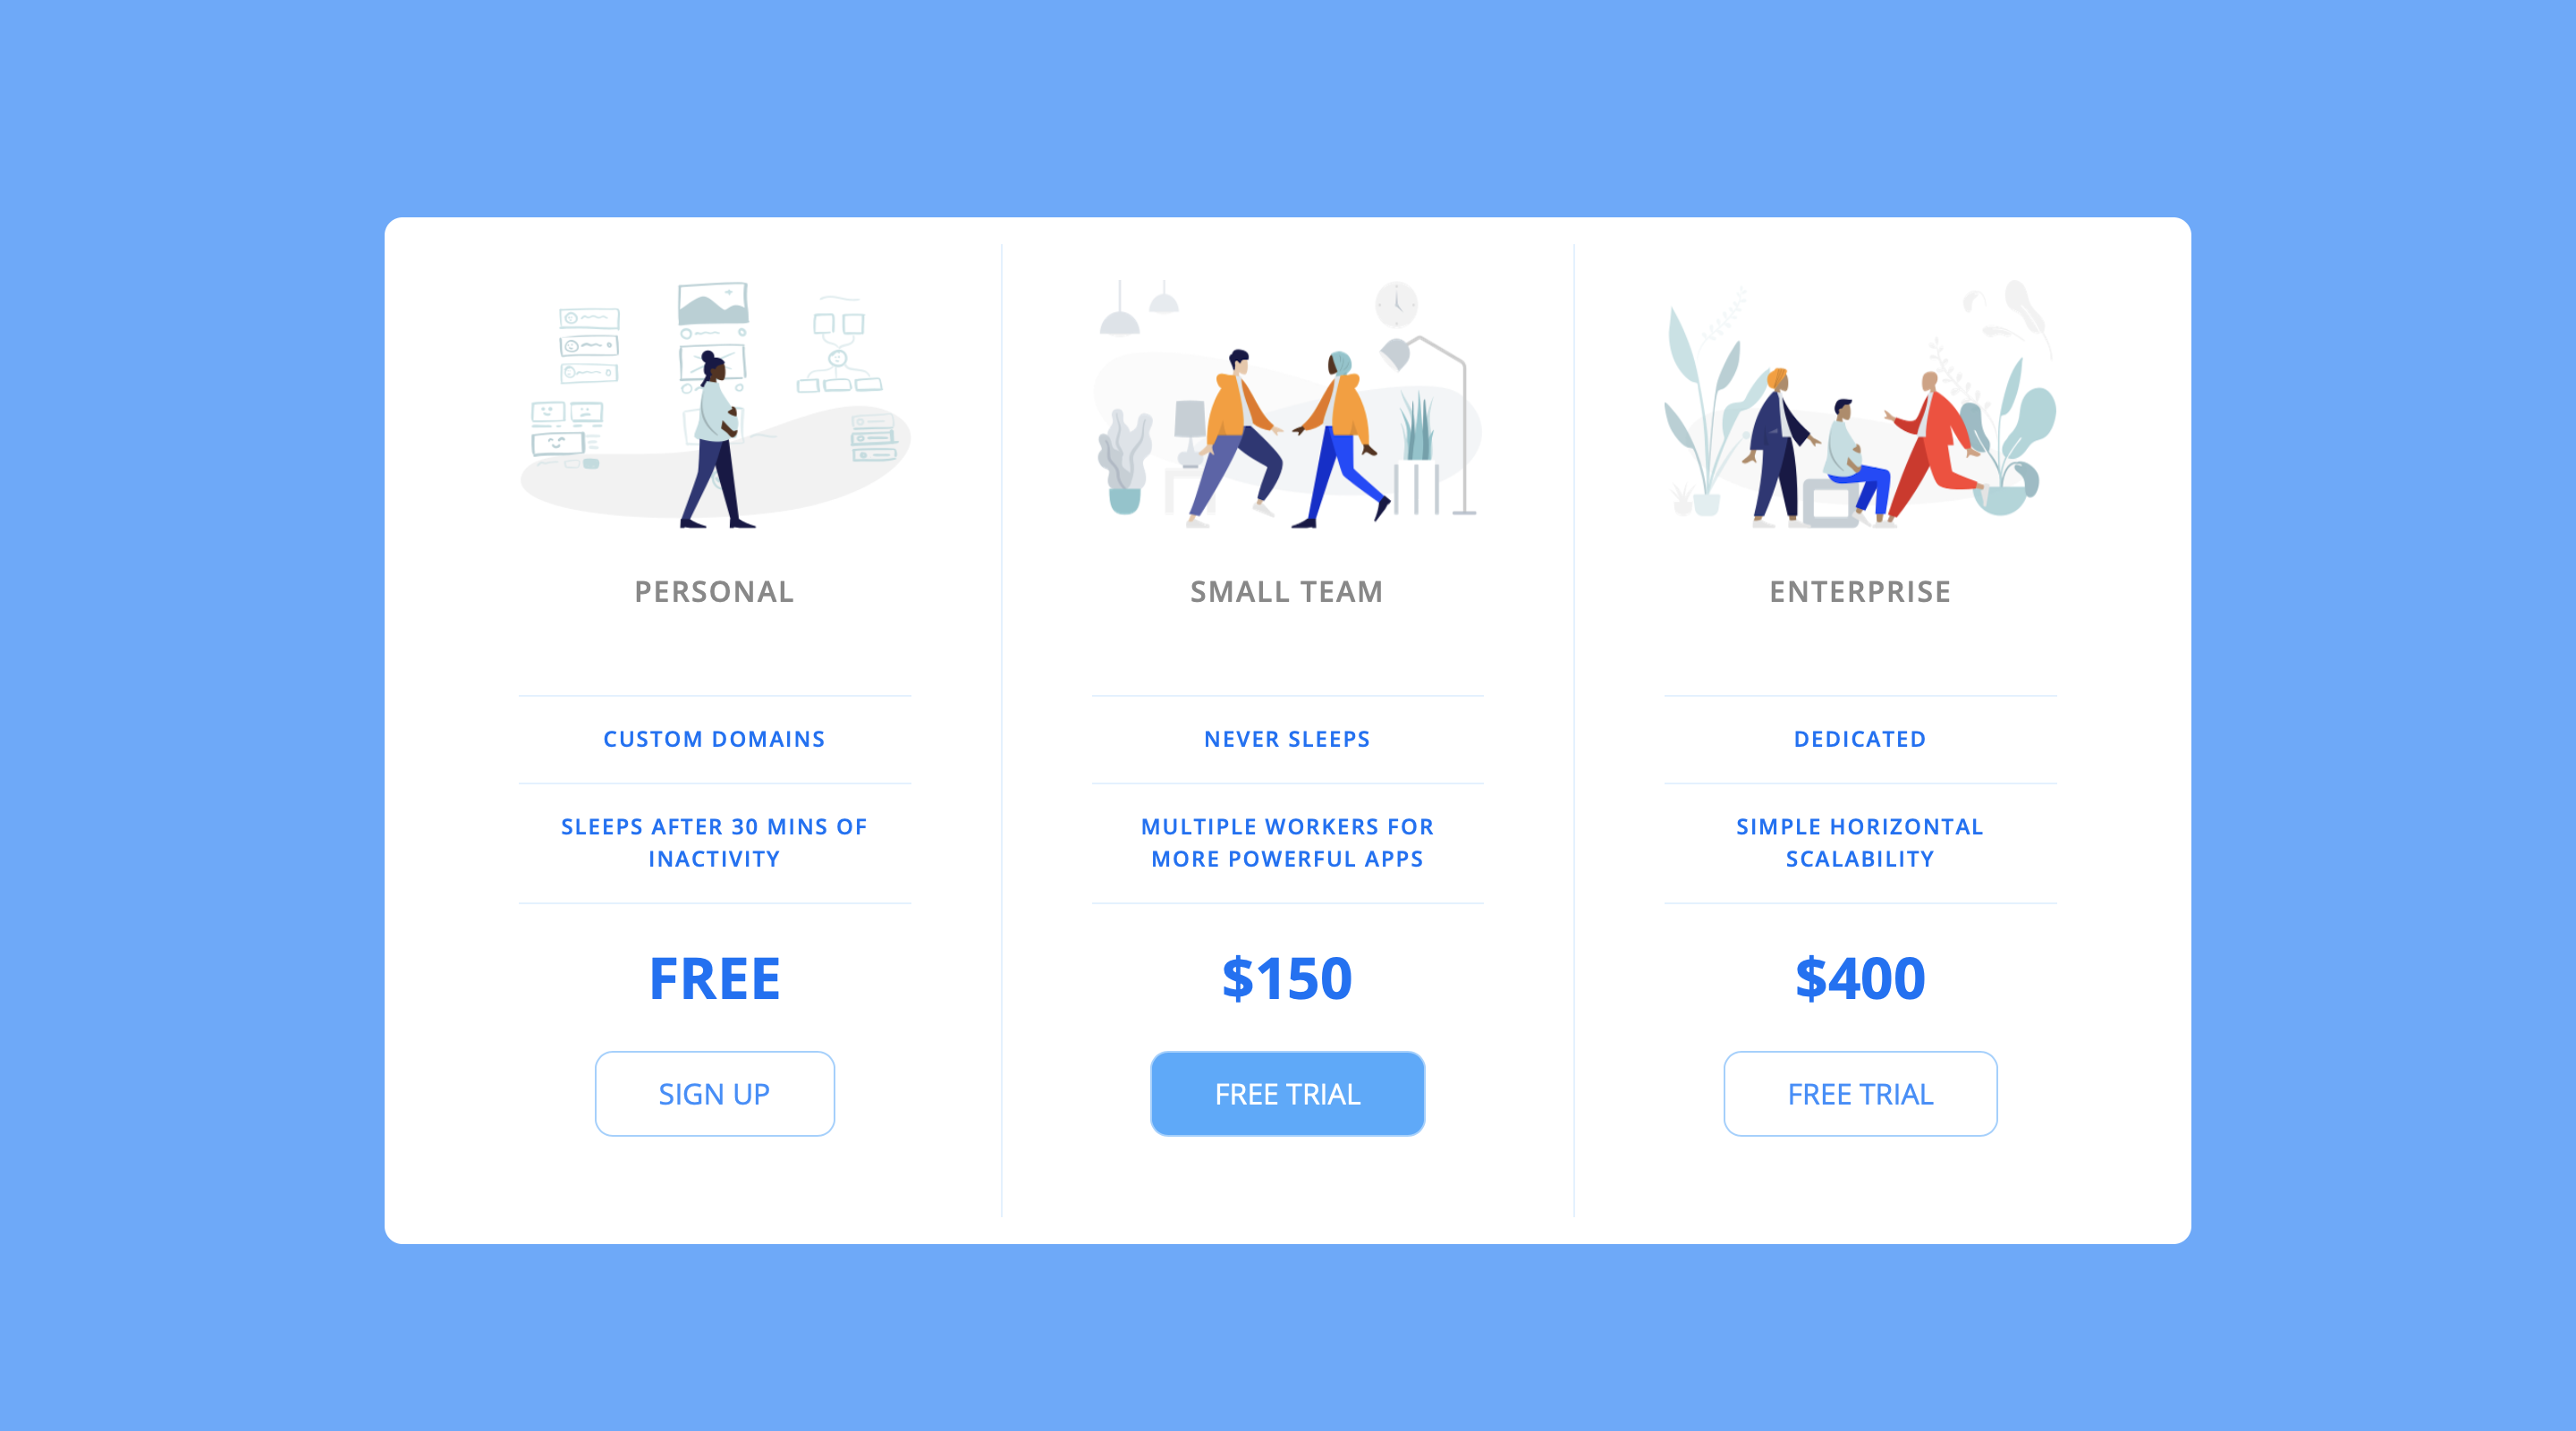 PERSONAL
CUSTOM DOMAINS
SLEEPS AFTER 30 MINS OF
INACTIVITY
FREE
SIGN UP
SMALL TEAM
NEVER SLEEPS
MULTIPLE WORKERS FOR
MORE POWERFUL APPS
$150
FREE TRIAL
ENTERPRISE
DEDICATED
SIMPLE HORIZONTAL
SCALABILITY
$400
FREE TRIAL